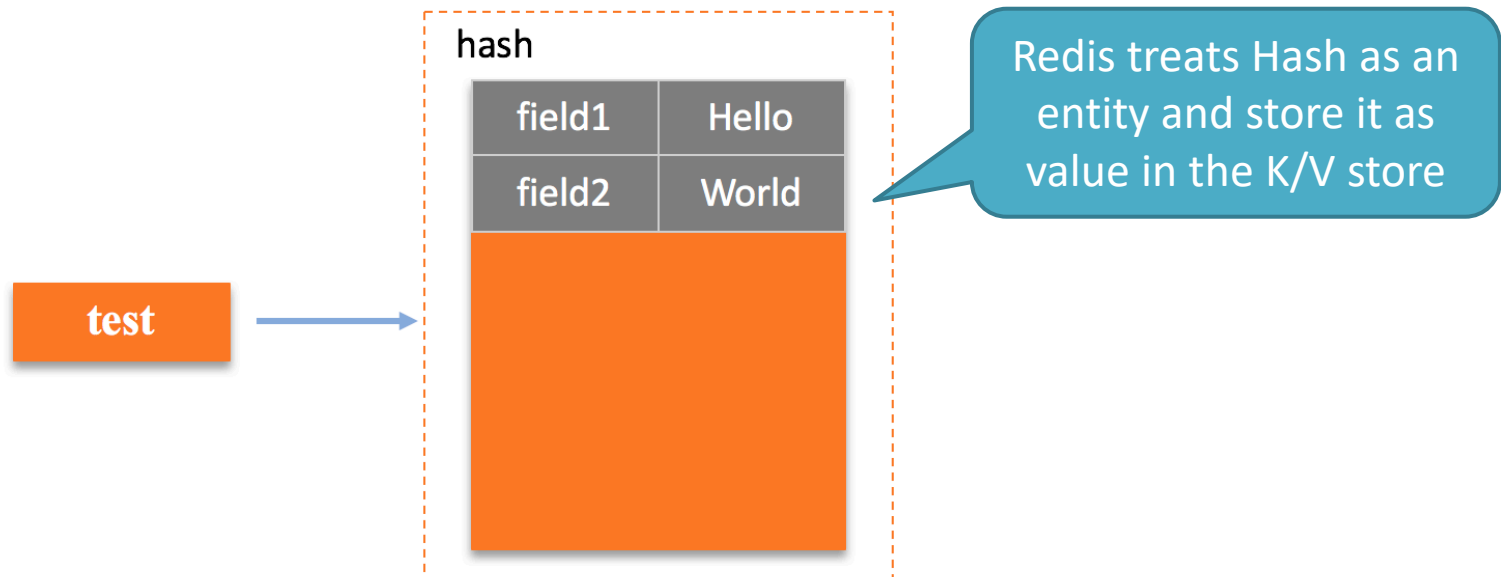 hash
field1 Hello
field2 World
test
Redis treats Hash as an
entity and store it as
value in the K/V store